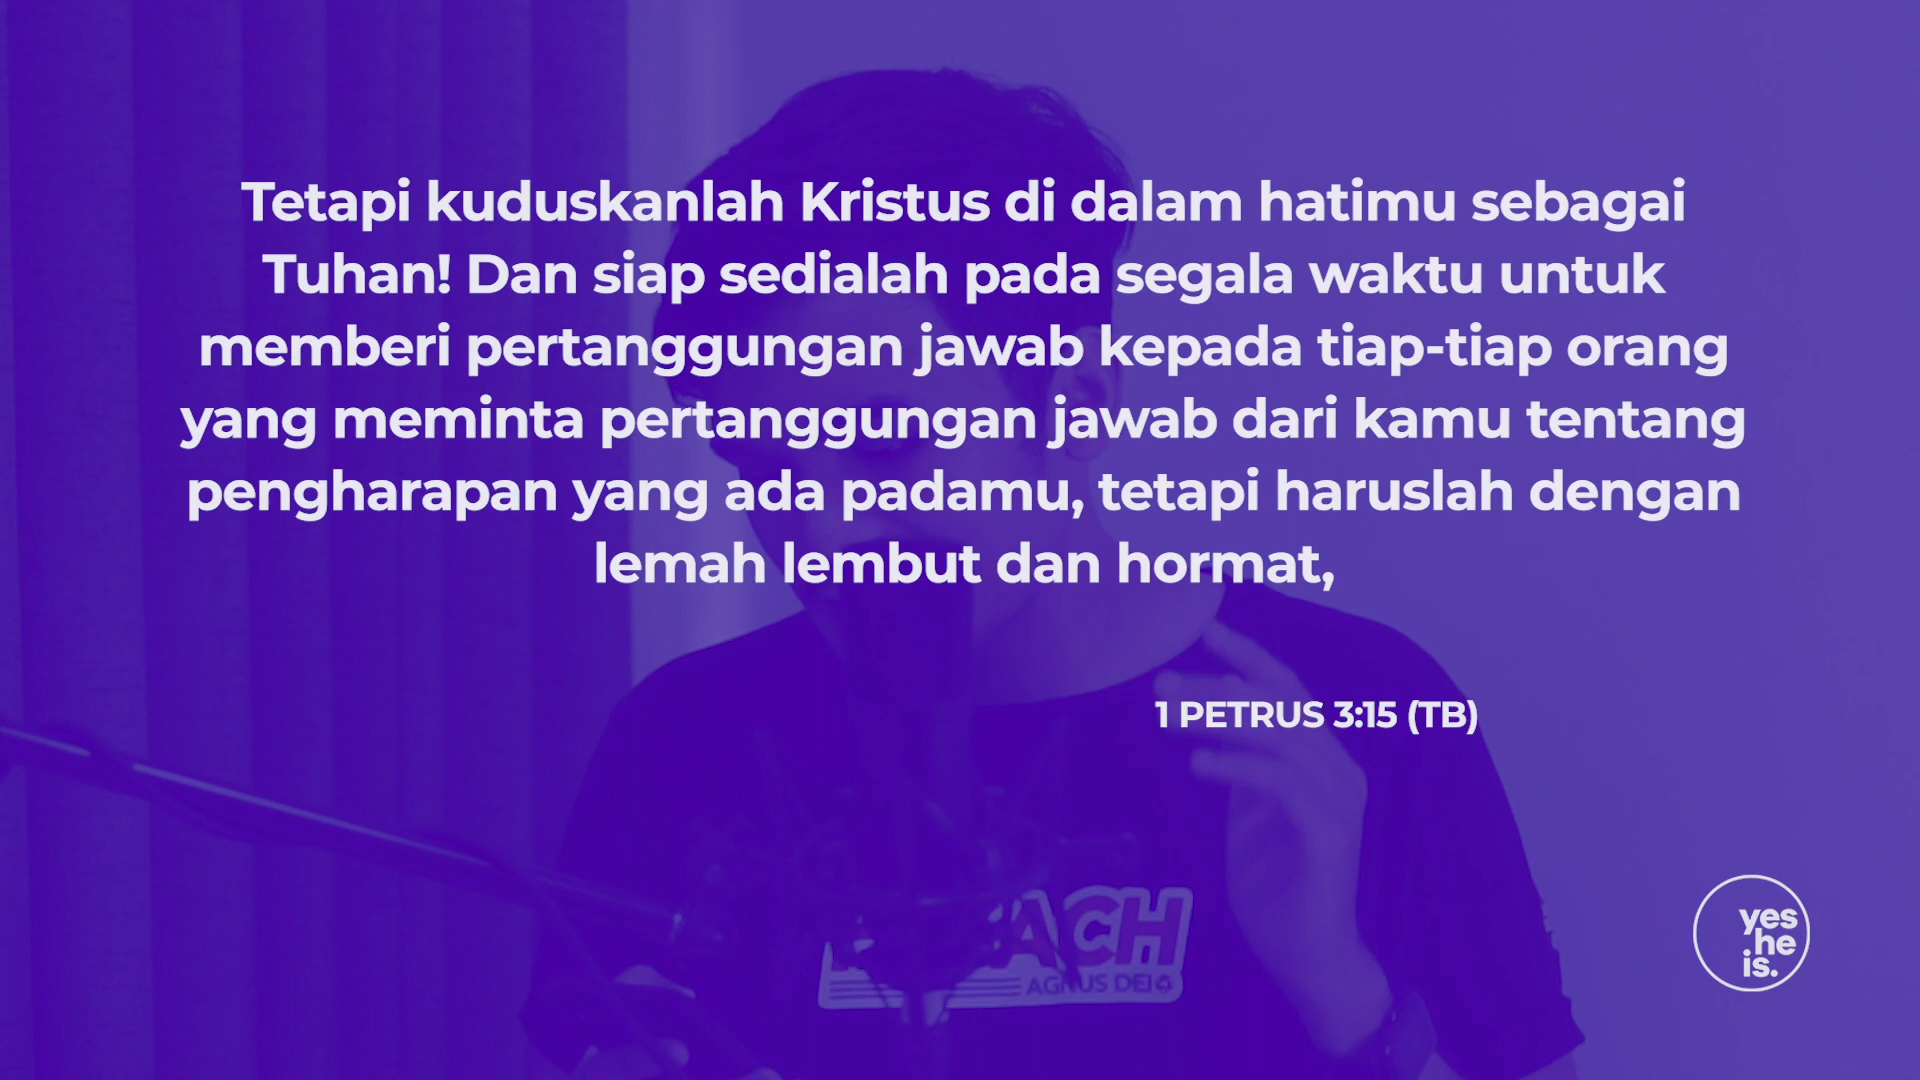 Tetapi kuduskanlah Kristus di dalam hatimu sebagai
Tuhan! Dan siap sedialah pada segala waktu untuk
memberi pertanggungan jawab kepada tiap-tiap orang
yang meminta pertanggungan jawab dari kamu tentang
pengharapan yang ada padamu, tetapi haruslah dengan
lemah lembut dan hormat,
1 PETRUS 3:15 (TB)
yes
he
is.
AGNUS DEI